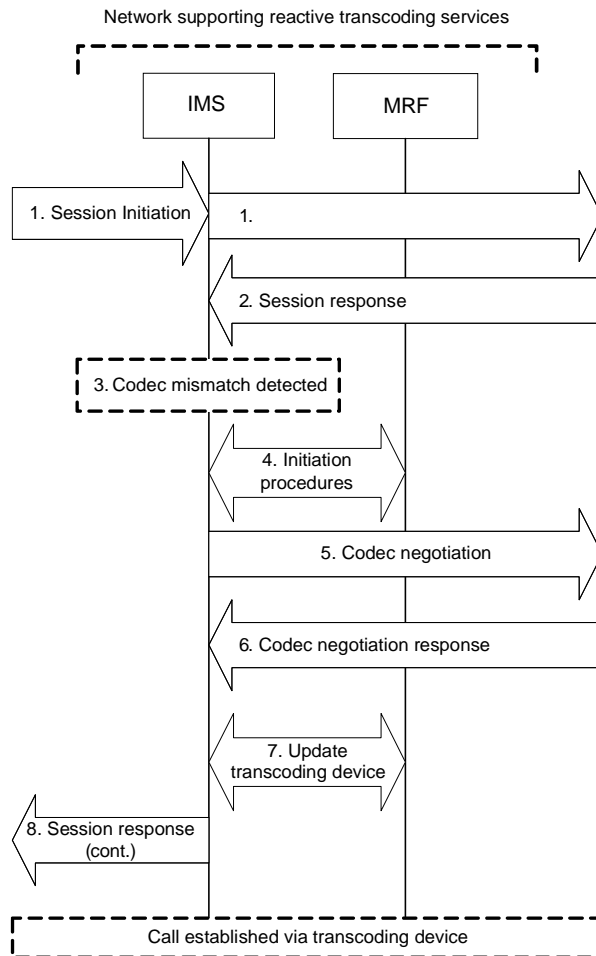 Network supporting reactive transcoding services
IMS
MRF
1. Session Initiation
1.
2. Session response
3. Codec mismatch detected
4. Initiation
procedures
5. Codec negotiation
6. Codec negotiation response
7. Update
transcoding device
8. Session response
(cont.)
Call established via transcoding device